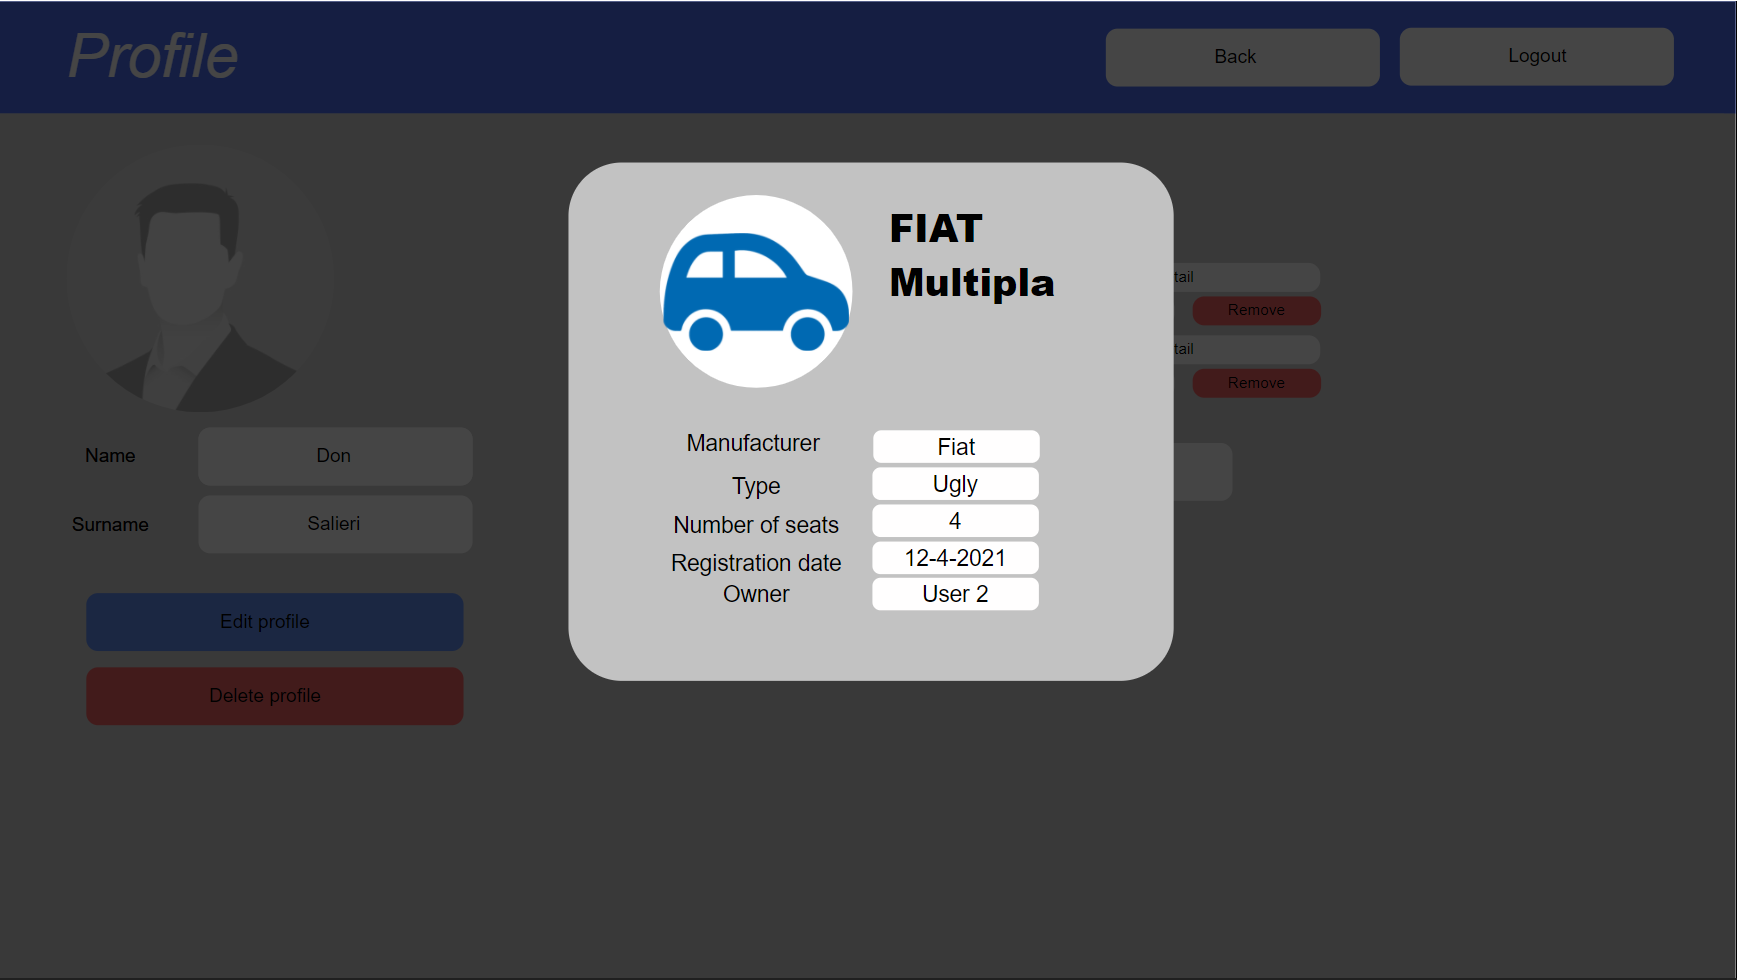 Profile
Back
Logout
FIAT
Multipla
tail
Remove
tail
Remove
Name
Don
Surname
Salieri
Edit profile
Delete profile
Manufacturer
Fiat
Type
Ugly
Number of seats
4
Registration date
12-4-2021
Owner
User 2